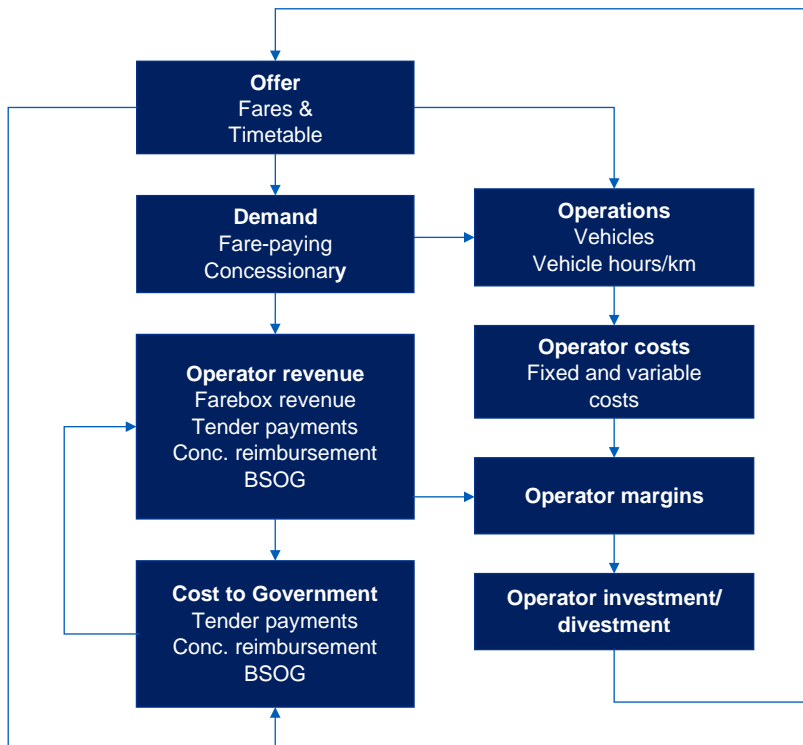 Offer
Fares &
Timetable
Demand
Fare-paying
Concessionary
Operations
Vehicles
Vehicle hours/km
Operator revenue
Farebox revenue
Tender payments
Conc. reimbursement
BSOG
Operator costs
Fixed and variable
costs
Operator margins
Cost to Government
Tender payments
Conc. reimbursement
BSOG
Operator investment/
divestment